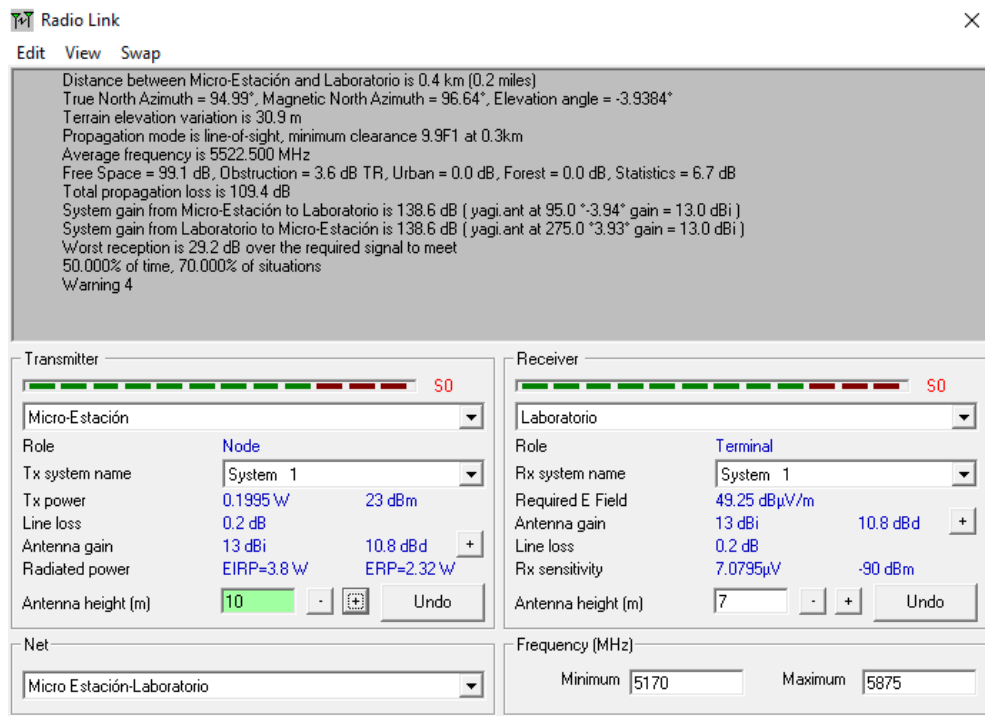 Radio Link
Edit View Swap
Distance between Micro-Estación and Laboratorio is 0.4 km (0.2 miles)
True North Azimuth = 94.99°, Magnetic North Azimuth = 96.64°, Elevation angle = -3.9384°
Terrain elevation variation is 30.9 m
Propagation mode is line-of-sight, minimum clearance 9.9F1 at 0.3km
Average frequency is 5522.500 MHz
Free Space = 99.1 dB, Obstruction = 3.6 dB TR, Urban = 0.0 dB, Forest = 0.0 dB, Statistics = 6.7 dB
Total propagation loss is 109.4 dB
System gain from Micro-Estación to Laboratorio is 138.6 dB ( yagi.ant at 95.0 °-3.94° gain = 13.0 dBi )
System gain from Laboratorio to Micro-Estación is 138.6 dB ( yagi.ant at 275.0 °3.93° gain = 13.0 dBi )
Worst reception is 29.2 dB over the required signal to meet
50.000% of time, 70.000% of situations
Warning 4
Transmitter
S0
Micro-Estación
Role Node
Tx system name System 1
Tx power 0.1995 W 23 dBm
Line loss 0.2 dB
Antenna gain 13 dBi 10.8 dBd +
Radiated power EIRP=3.8 W ERP=2.32 W
Antenna height (m) 10 - + Undo
Receiver
S0
Laboratorio
Role Terminal
Rx system name System 1
Required E Field 49.25 dBµV/m
Antenna gain 13 dBi 10.8 dBd +
Line loss 0.2 dB
Rx sensitivity 7.0795µV -90 dBm
Antenna height (m) 7 - + Undo
Net
Micro Estación-Laboratorio
Frequency (MHz)
Minimum 5170 Maximum 5875